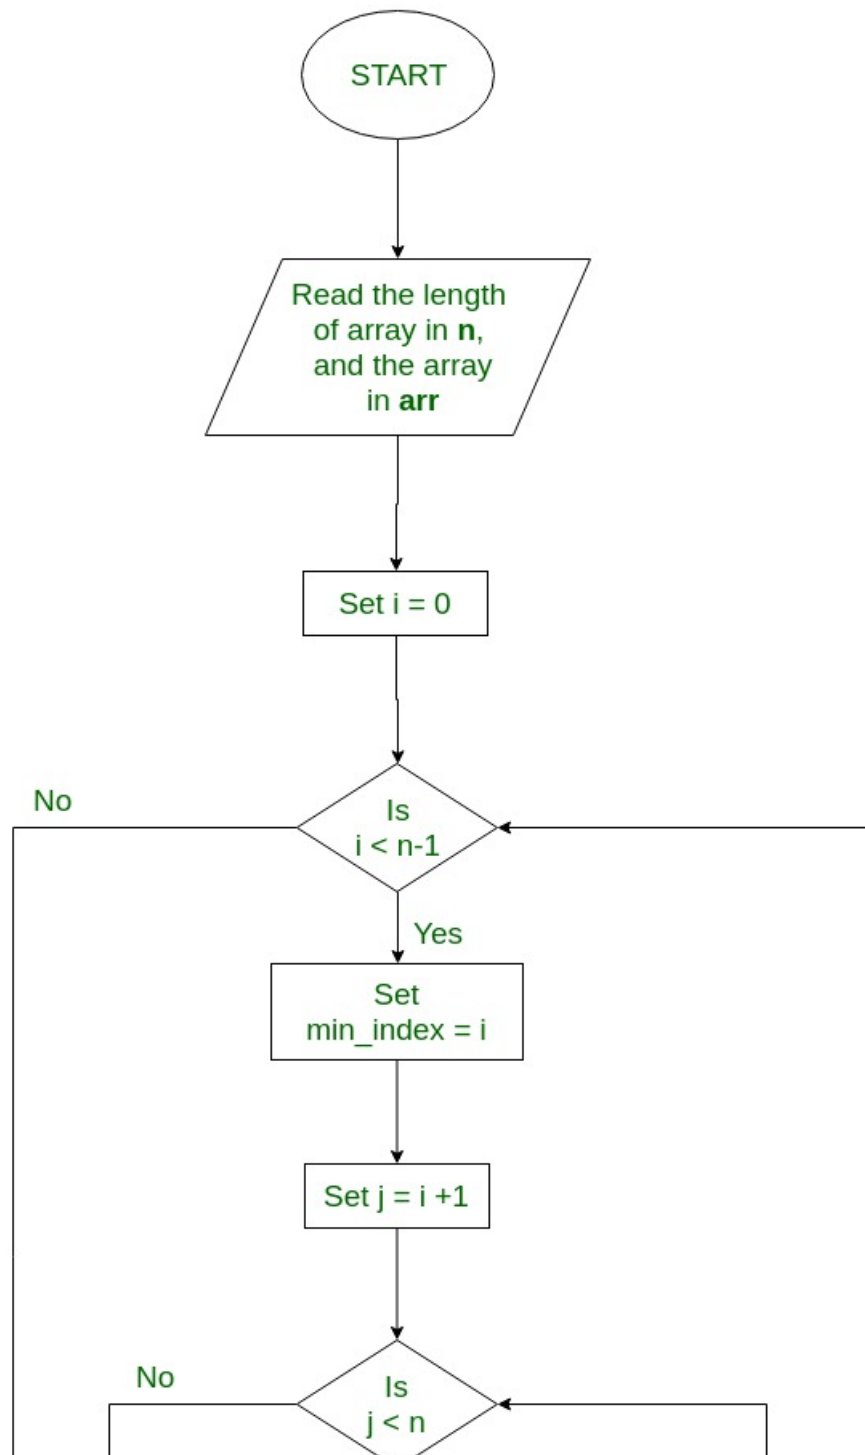 START
Read the length
of array in n,
and the array
in arr
Set i = 0
No
Is
i < n-1
Yes
Set
min_index = i
Set j = i +1
No
Is
j < n